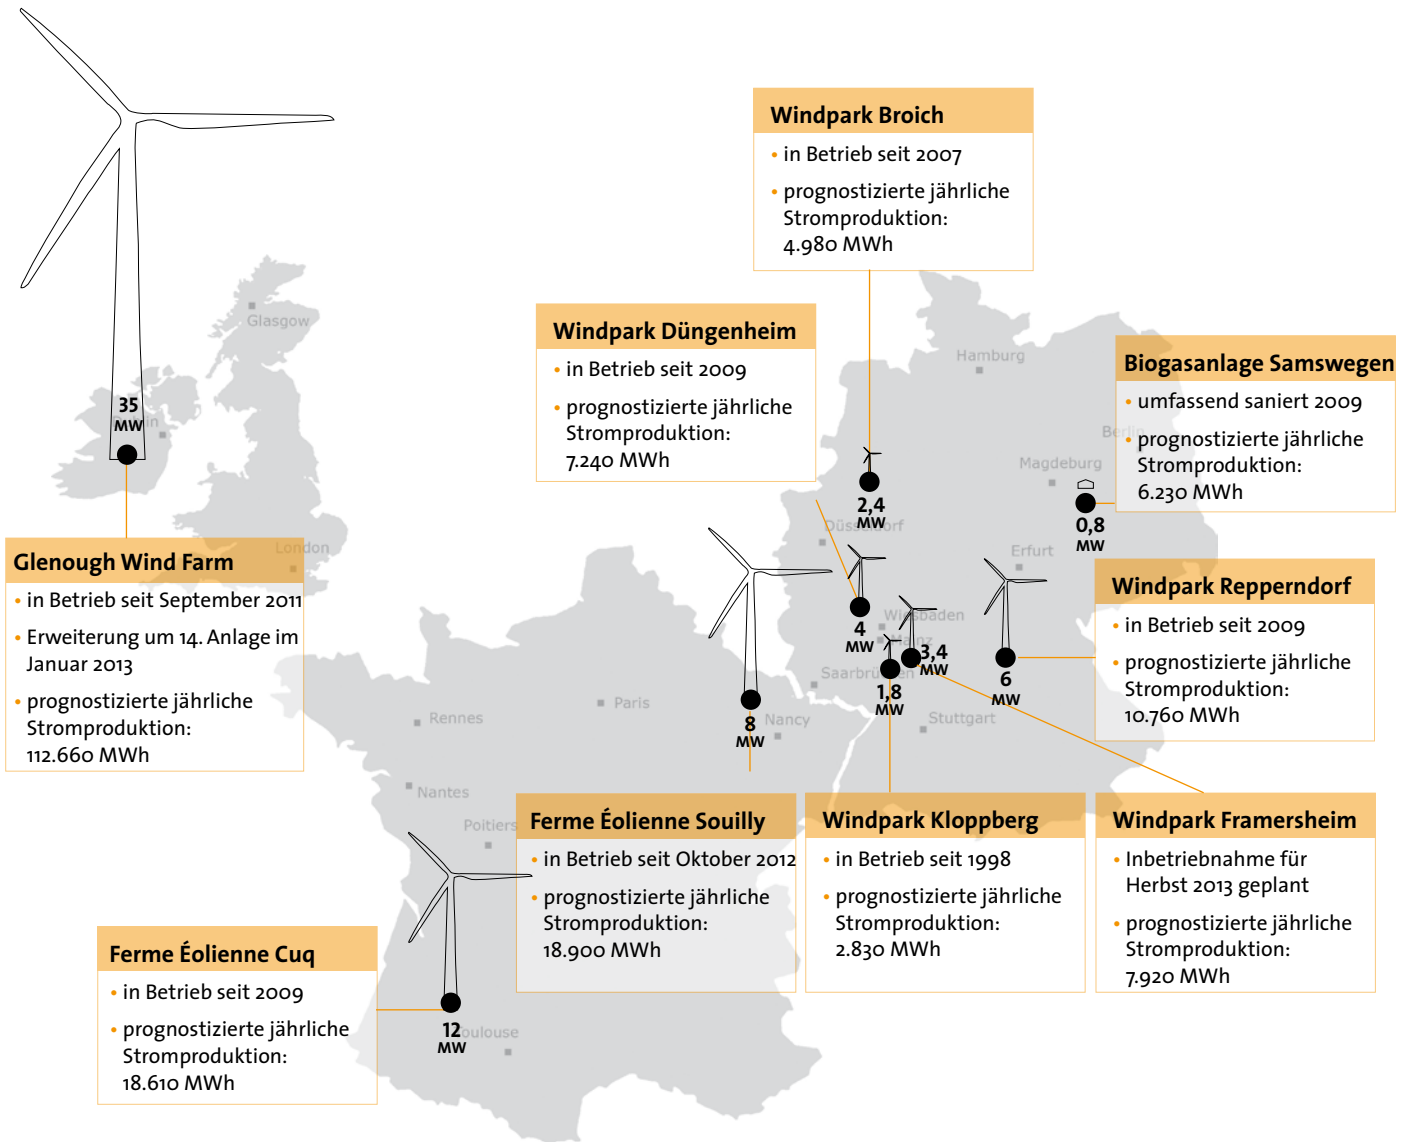 Windpark Broich
• in Betrieb seit 2007
• prognostizierte jährliche
Stromproduktion:
4.980 MWh
Windpark Düngenheim
• in Betrieb seit 2009
• prognostizierte jährliche
Stromproduktion:
7.240 MWh
Biogasanlage Samswegen
• umfassend saniert 2009
• prognostizierte jährliche
Stromproduktion:
6.230 MWh
Glasgow
Hamburg
Berlin
Magdeburg
35
MW
Dublin
2,4
MW
Düsseldorf
0,8
MW
London
Erfurt
Glenough Wind Farm
• in Betrieb seit September 2011
• Erweiterung um 14. Anlage im
Januar 2013
• prognostizierte jährliche
Stromproduktion:
112.660 MWh
Windpark Repperndorf
• in Betrieb seit 2009
• prognostizierte jährliche
Stromproduktion:
10.760 MWh
4
MW
Wiesbaden
Mainz
3,4
MW
Saarbrücken
1,8
MW
6
MW
Stuttgart
Paris
Rennes
Nancy
8
MW
Nantes
Poitiers
Ferme Éolienne Souilly
• in Betrieb seit Oktober 2012
• prognostizierte jährliche
Stromproduktion:
18.900 MWh
Windpark Kloppberg
• in Betrieb seit 1998
• prognostizierte jährliche
Stromproduktion:
2.830 MWh
Windpark Framersheim
• Inbetriebnahme für
Herbst 2013 geplant
• prognostizierte jährliche
Stromproduktion:
7.920 MWh
Ferme Éolienne Cuq
• in Betrieb seit 2009
• prognostizierte jährliche
Stromproduktion:
18.610 MWh
12
MW
Toulouse